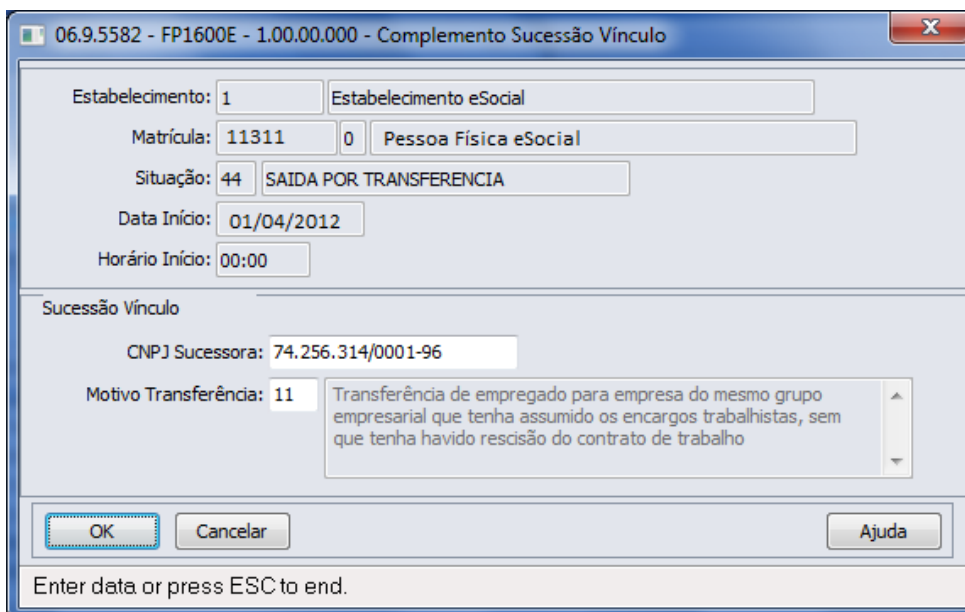 06.9.5582 - FP1600E - 1.00.00.000 - Complemento Sucessão Vínculo
Estabelecimento: 1 Estabelecimento eSocial
Matrícula: 11311 0 Pessoa Física eSocial
Situação: 44 SAIDA POR TRANSFERENCIA
Data Início: 01/04/2012
Horário Início: 00:00
Sucessão Vínculo
CNPJ Sucessora: 74.256.314/0001-96
Motivo Transferência: 11 Transferência de empregado para empresa do mesmo grupo
empresarial que tenha assumido os encargos trabalhistas, sem
que tenha havido rescisão do contrato de trabalho
OK Cancelar Ajuda
Enter data or press ESC to end.